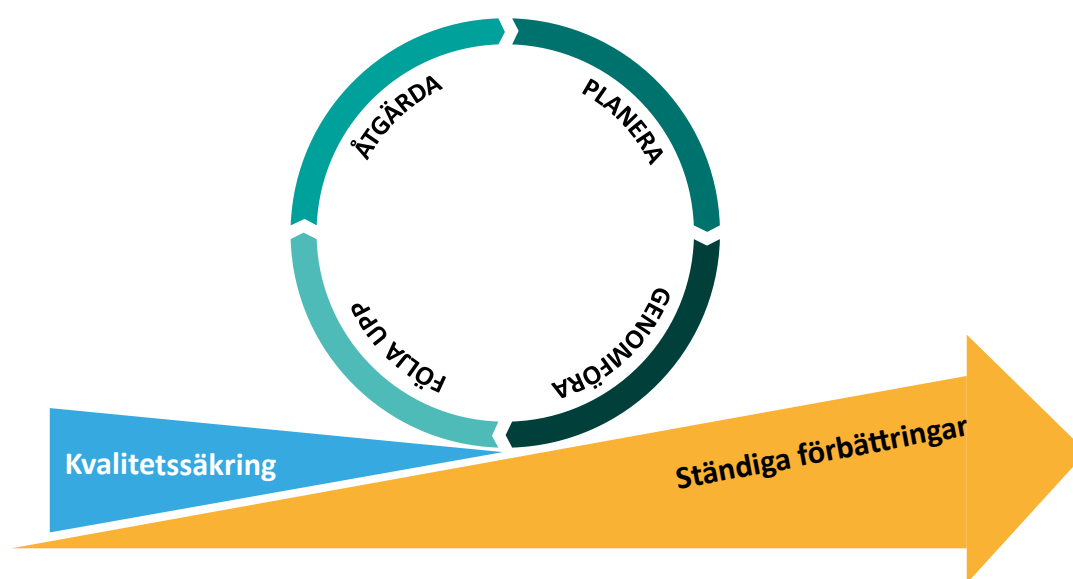 ÅTGÄRDA
PLANERA
GENOMFÖRA
FÖLJA UPP
Kvalitetssäkring
Ständiga förbättringar